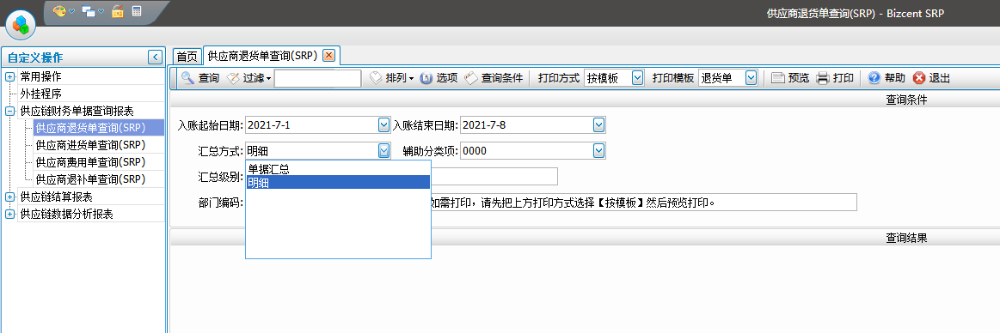 供应商退货单查询(SRP) - Bizcent SRP
自定义操作
首页 供应商退货单查询(SRP)
常用操作
外挂程序
供应链财务单据查询报表
供应商退货单查询(SRP)
供应商进货单查询(SRP)
供应商费用单查询(SRP)
供应商退补单查询(SRP)
供应链结算报表
供应链数据分析报表
查询 过滤 排列 选项 查询条件 打印方式 按模板 打印模板 退货单 预览 打印 帮助 退出
查询条件
入账起始日期: 2021-7-1 入账结束日期: 2021-7-8
汇总方式: 明细 辅助分类项: 0000
单据汇总
明细
汇总级别:
部门编码: 如需打印，请先把上方打印方式选择【按模板】然后预览打印。
查询结果